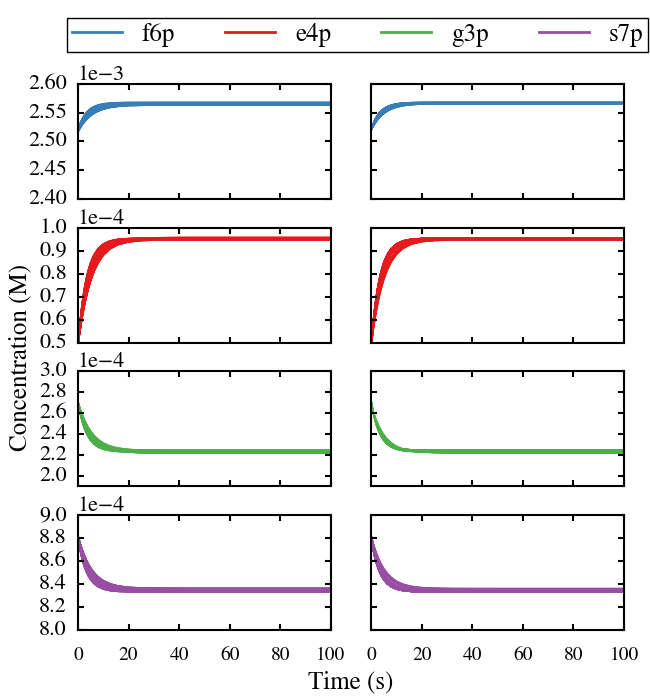 f6p e4p g3p s7p
1e−3
2.60
2.55
2.50
2.45
2.40
1e−4
1.0
0.9
0.8
0.7
0.6
0.5
1e−4
3.0
2.8
2.6
2.4
2.2
2.0
1e−4
9.0
8.8
8.6
8.4
8.2
8.0
0 20 40 60 80 100 0 20 40 60 80 100
Concentration (M)
Time (s)